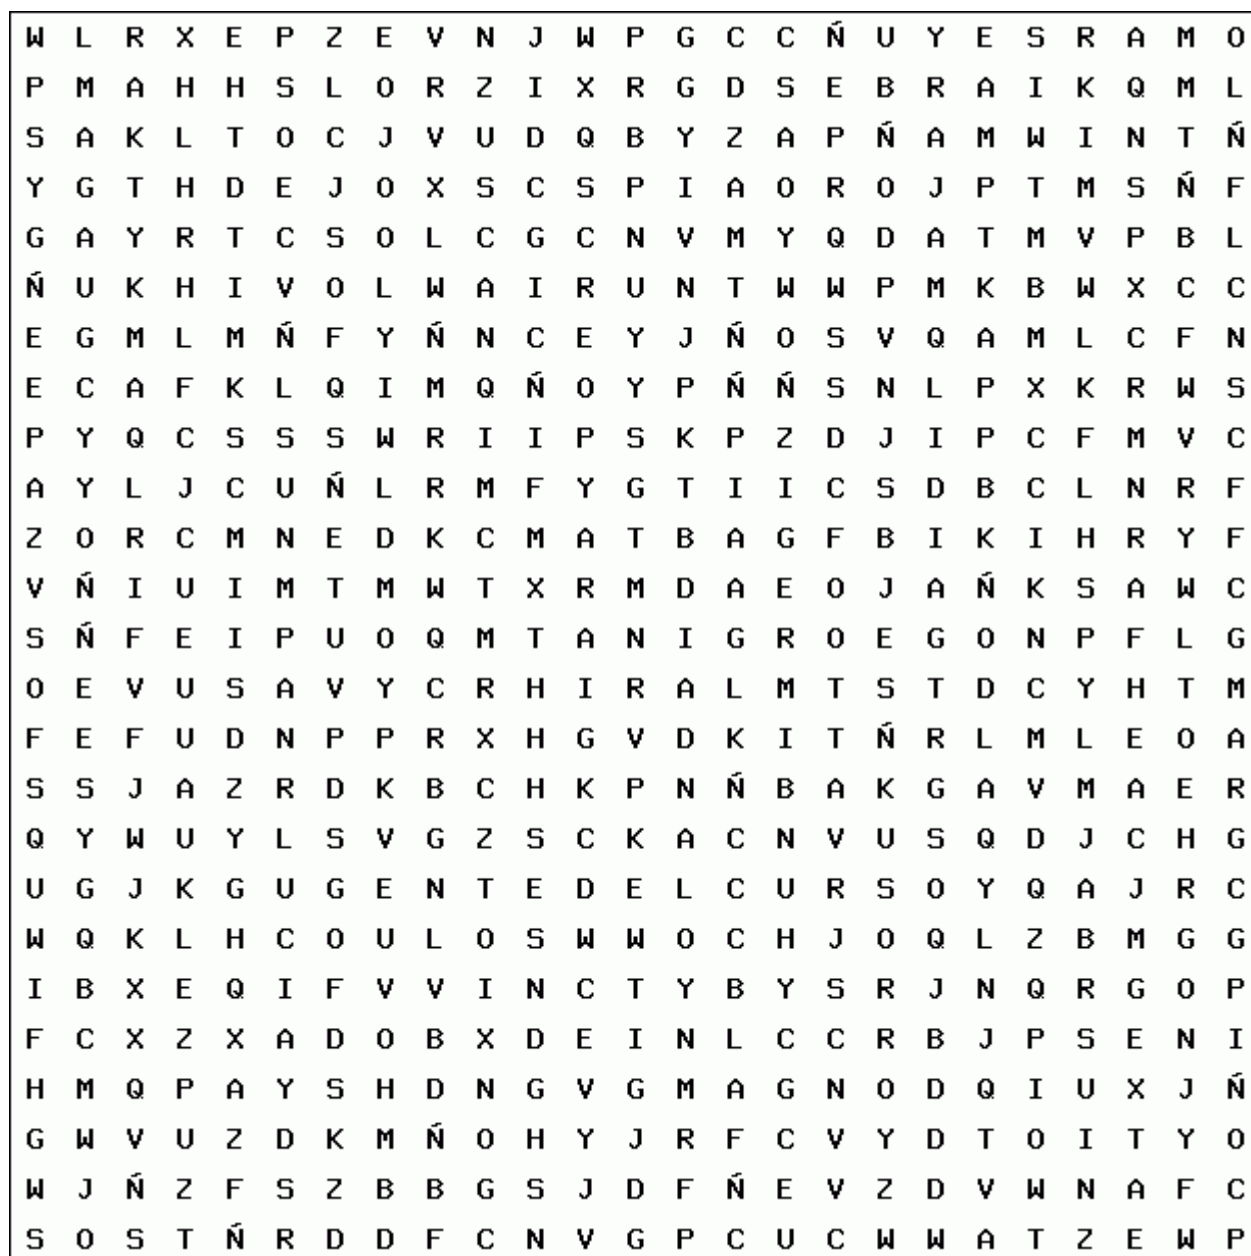 W L R X E P Z E V N J W P G C C Ñ U Y E S R A M O
P M A H H S L O R Z I X R G D S E B R A I K Q M L
S A K L T O C J V U D Q B Y Z A P Ñ A M W I N T Ñ
Y G T H D E J O X S C S P I A O R O J P T M S Ñ F
G A Y R T C S O L C G C N V M Y Q D A T M V P B L
Ñ U K H I V O L W A I R U N T W W P M K B W X C C
E G M L M Ñ F Y Ñ N C E Y J Ñ O S V Q A M L C F N
E C A F K L Q I M Q Ñ O Y P Ñ Ñ S N L P X K R W S
P Y Q C S S S W R I I P S K P Z D J I P C F M V C
A Y L J C U Ñ L R M F Y G T I I C S D B C L N R F
Z O R C M N E D K C M A T B A G F B I K I H R Y F
V Ñ I U I M T M W T X R M D A E O J A Ñ K S A W C
S Ñ F E I P U O Q M T A N I G R O E G O N P F L G
O E V U S A V Y C R H I R A L M T S T D C Y H T M
F E F U D N P P R X H G V D K I T Ñ R L M L E O A
S S J A Z R D K B C H K P N Ñ B A K G A V M A E R
Q Y W U Y L S V G Z S C K A C N V U S Q D J C H G
U G J K G U G E N T E D E L C U R S O Y Q A J R C
W Q K L H C O U L O S W W O C H J O Q L Z B M G G
I B X E Q I F V V I N C T Y B Y S R J N Q R G O P
F C X Z X A D O B X D E I N L C C R B J P S E N I
H M Q P A Y S H D N G V G M A G N O D Q I U X J Ñ
G W V U Z D K M Ñ O H Y J R F C V Y D T O I T Y O
W J Ñ Z F S Z B B G S J D F Ñ E V Z D V W N A F C
S O S T Ñ R D D F C N V G P C U C W W A T Z E W P